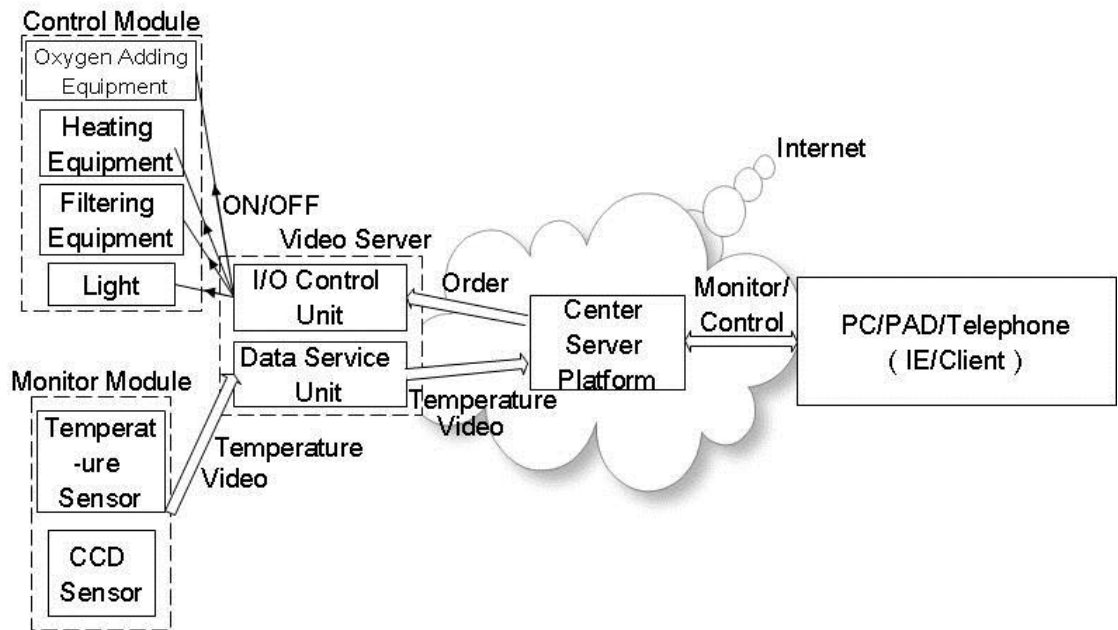 Control Module
Oxygen Adding
Equipment
Heating
Equipment
Filtering
Equipment
Light
ON/OFF
Video Server
I/O Control
Unit
Data Service
Unit
Monitor Module
Temperat
-ure
Sensor
CCD
Sensor
Temperature
Video
Order
Temperature
Video
Center
Server
Platform
Internet
Monitor/
Control
PC/PAD/Telephone
( IE/Client )